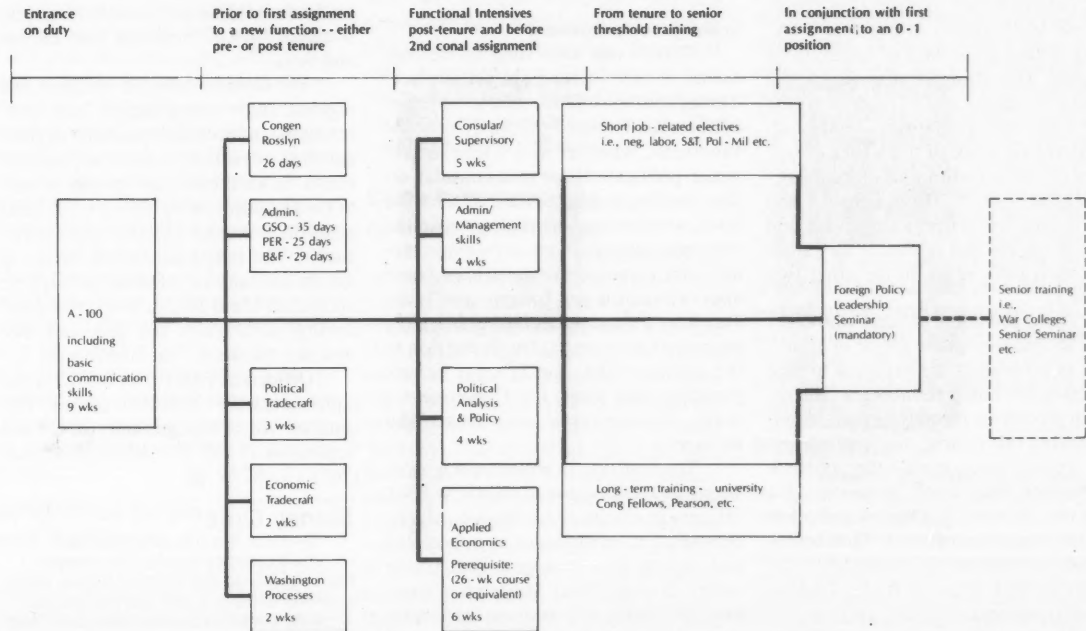 Entrance
on duty
Prior to first assignment
to a new function - - either
pre- or post tenure
Functional Intensives
post-tenure and before
2nd conal assignment
From tenure to senior
threshold training
In conjunction with first
assignment, to an 0 - 1
position
A - 100
including
basic
communication
skills
9 wks
Congen
Rosslyn
26 days
Admin.
GSO - 35 days
PER - 25 days
B&F - 29 days
Political
Tradecraft
3 wks
Economic
Tradecraft
2 wks
Washington
Processes
2 wks
Consular/
Supervisory
5 wks
Admin/
Management
skills
4 wks
Political
Analysis
& Policy
4 wks
Applied
Economics
Prerequisite:
(26 - wk course
or equivalent)
6 wks
Short job - related electives
i.e., neg, labor, S&T, Pol - Mil etc.
Long - term training - university
Cong Fellows, Pearson, etc.
Foreign Policy
Leadership
Seminar
(mandatory)
Senior training
i.e.,
War Colleges
Senior Seminar
etc.